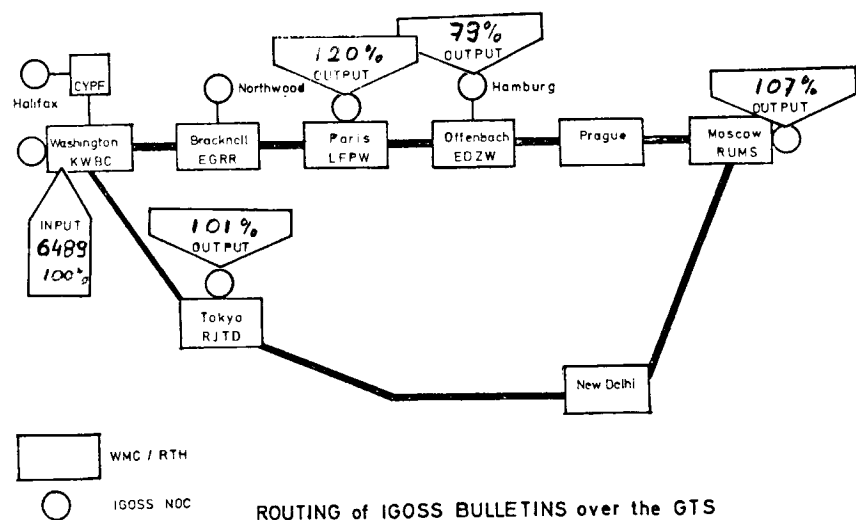 120%
OUTPUT
79%
OUTPUT
107%
OUTPUT
CYPF
Halifax
Northwood
Hamburg
Washington
KWBC
Bracknell
EGRR
Paris
LFPW
Offenbach
EDZW
Prague
Moscow
RUMS
INPUT
6489
100%
101%
OUTPUT
Tokyo
RJTD
New Delhi
WMC / RTH
IGOSS NOC
ROUTING of IGOSS BULLETINS over the GTS